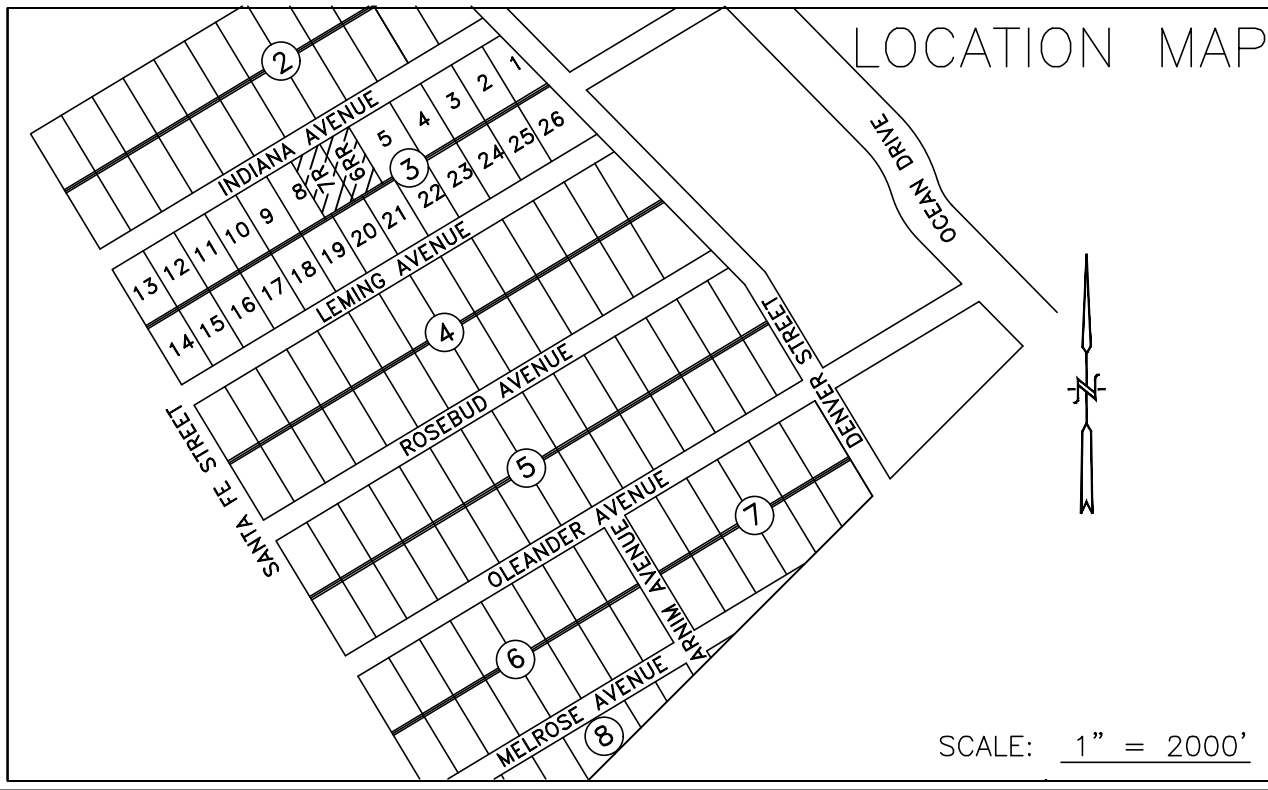 LOCATION MAP
2
INDIANA AVENUE
1
2
3
4
5
6RR
7R
8
9
10
11
12
13
3
26
25
24
23
22
21
20
19
18
17
16
15
14
LEMING AVENUE
OCEAN DRIVE
N
4
ROSEBUD AVENUE
DENVER STREET
SANTA FE STREET
5
OLEANDER AVENUE
7
ARNIM AVENUE
6
MELROSE AVENUE
8
SCALE: 1" = 2000'